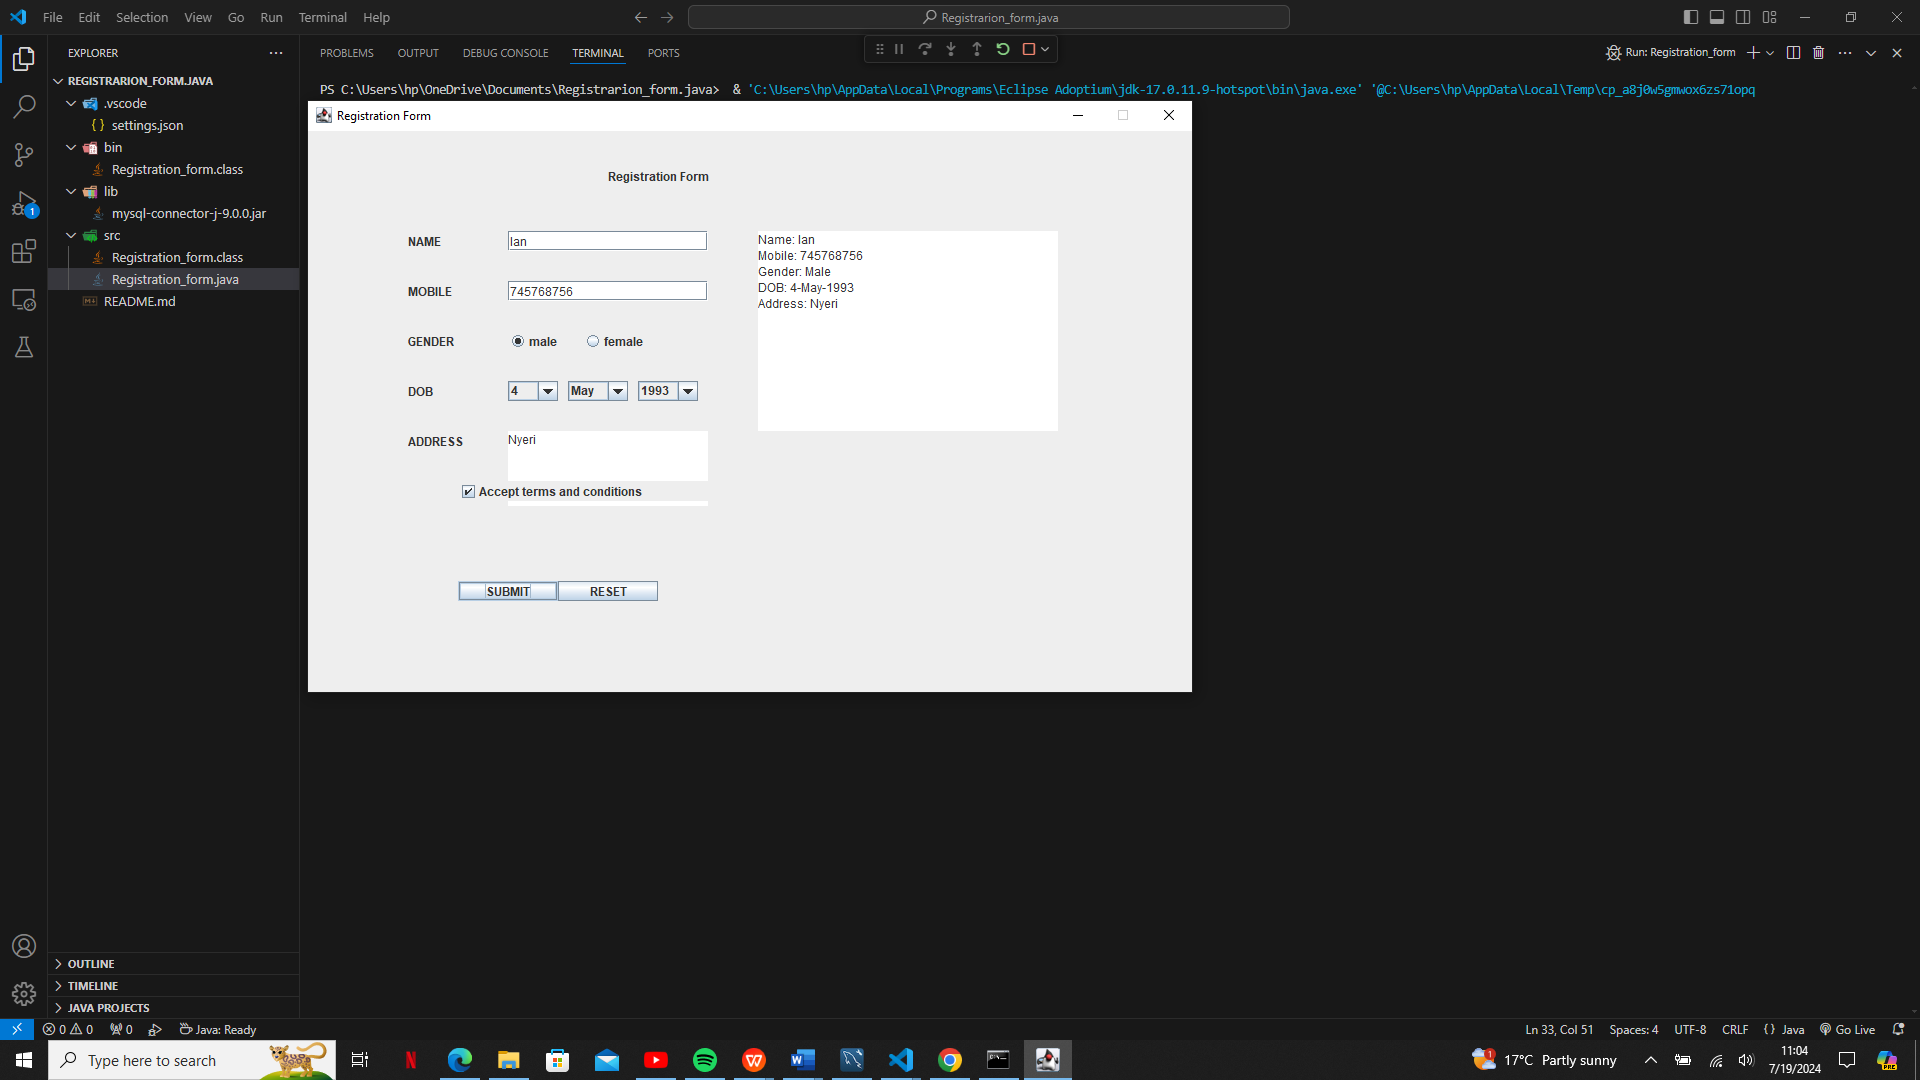 File Edit Selection View Go Run Terminal Help
Registrarion_form.java
EXPLORER
REGISTRARION_FORM.JAVA
.vscode
{ } settings.json
bin
Registration_form.class
lib
mysql-connector-j-9.0.0.jar
src
Registration_form.class
Registration_form.java
README.md
OUTLINE
TIMELINE
JAVA PROJECTS
1
PROBLEMS OUTPUT DEBUG CONSOLE TERMINAL PORTS
Run: Registration_form
PS C:\Users\hp\OneDrive\Documents\Registrarion_form.java> & 'C:\Users\hp\AppData\Local\Programs\Eclipse Adoptium\jdk-17.0.11.9-hotspot\bin\java.exe' '@C:\Users\hp\AppData\Local\Temp\cp_a8j0w5gmwox6zs71opq
Registration Form
Registration Form
NAME Ian
MOBILE 745768756
GENDER male female
DOB 4 May 1993
ADDRESS Nyeri
Accept terms and conditions
SUBMIT RESET
Name: Ian
Mobile: 745768756
Gender: Male
DOB: 4-May-1993
Address: Nyeri
0 0 0 Java: Ready
Ln 33, Col 51 Spaces: 4 UTF-8 CRLF { } Java Go Live
Type here to search
1 17°C Partly sunny
11:04
7/19/2024